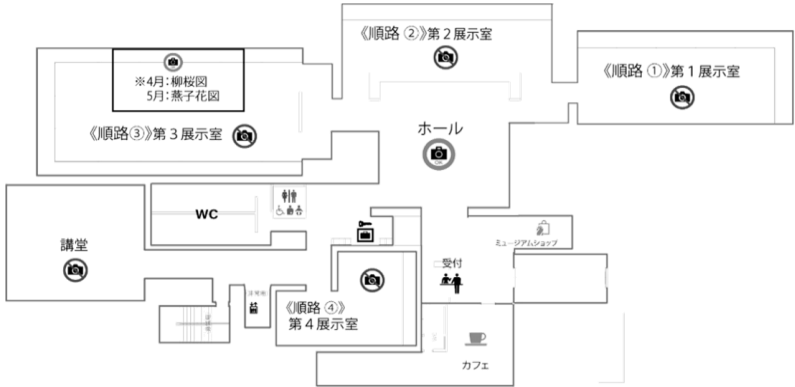 《順路 ②》第２展示室
《順路 ①》第１展示室
※4月：柳桜図
5月：燕子花図
《順路③》第３展示室
ホール
WC
講堂
ミュージアムショップ
受付
《順路 ④》
第４展示室
カフェ